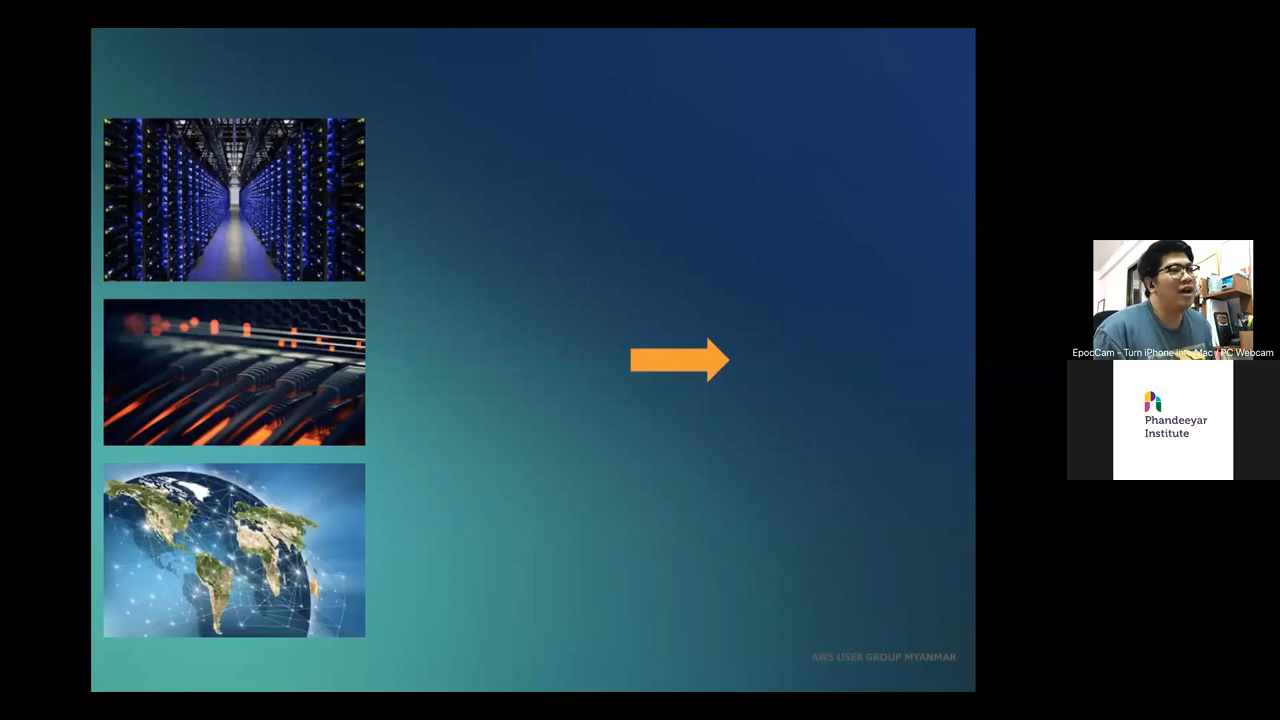 EpocCam - Turn iPhone into Mac / PC Webcam
Phandeeyar
Institute
AWS USER GROUP MYANMAR